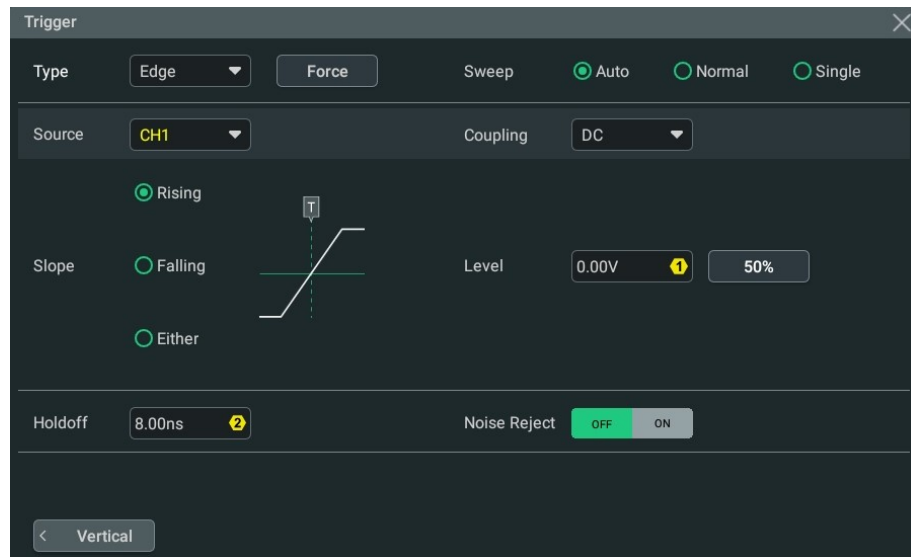 Trigger
Type Edge Force Sweep Auto Normal Single
Source CH1 Coupling DC
Rising
T
Slope Falling Level 0.00V 1 50%
Either
Holdoff 8.00ns 2 Noise Reject OFF ON
< Vertical